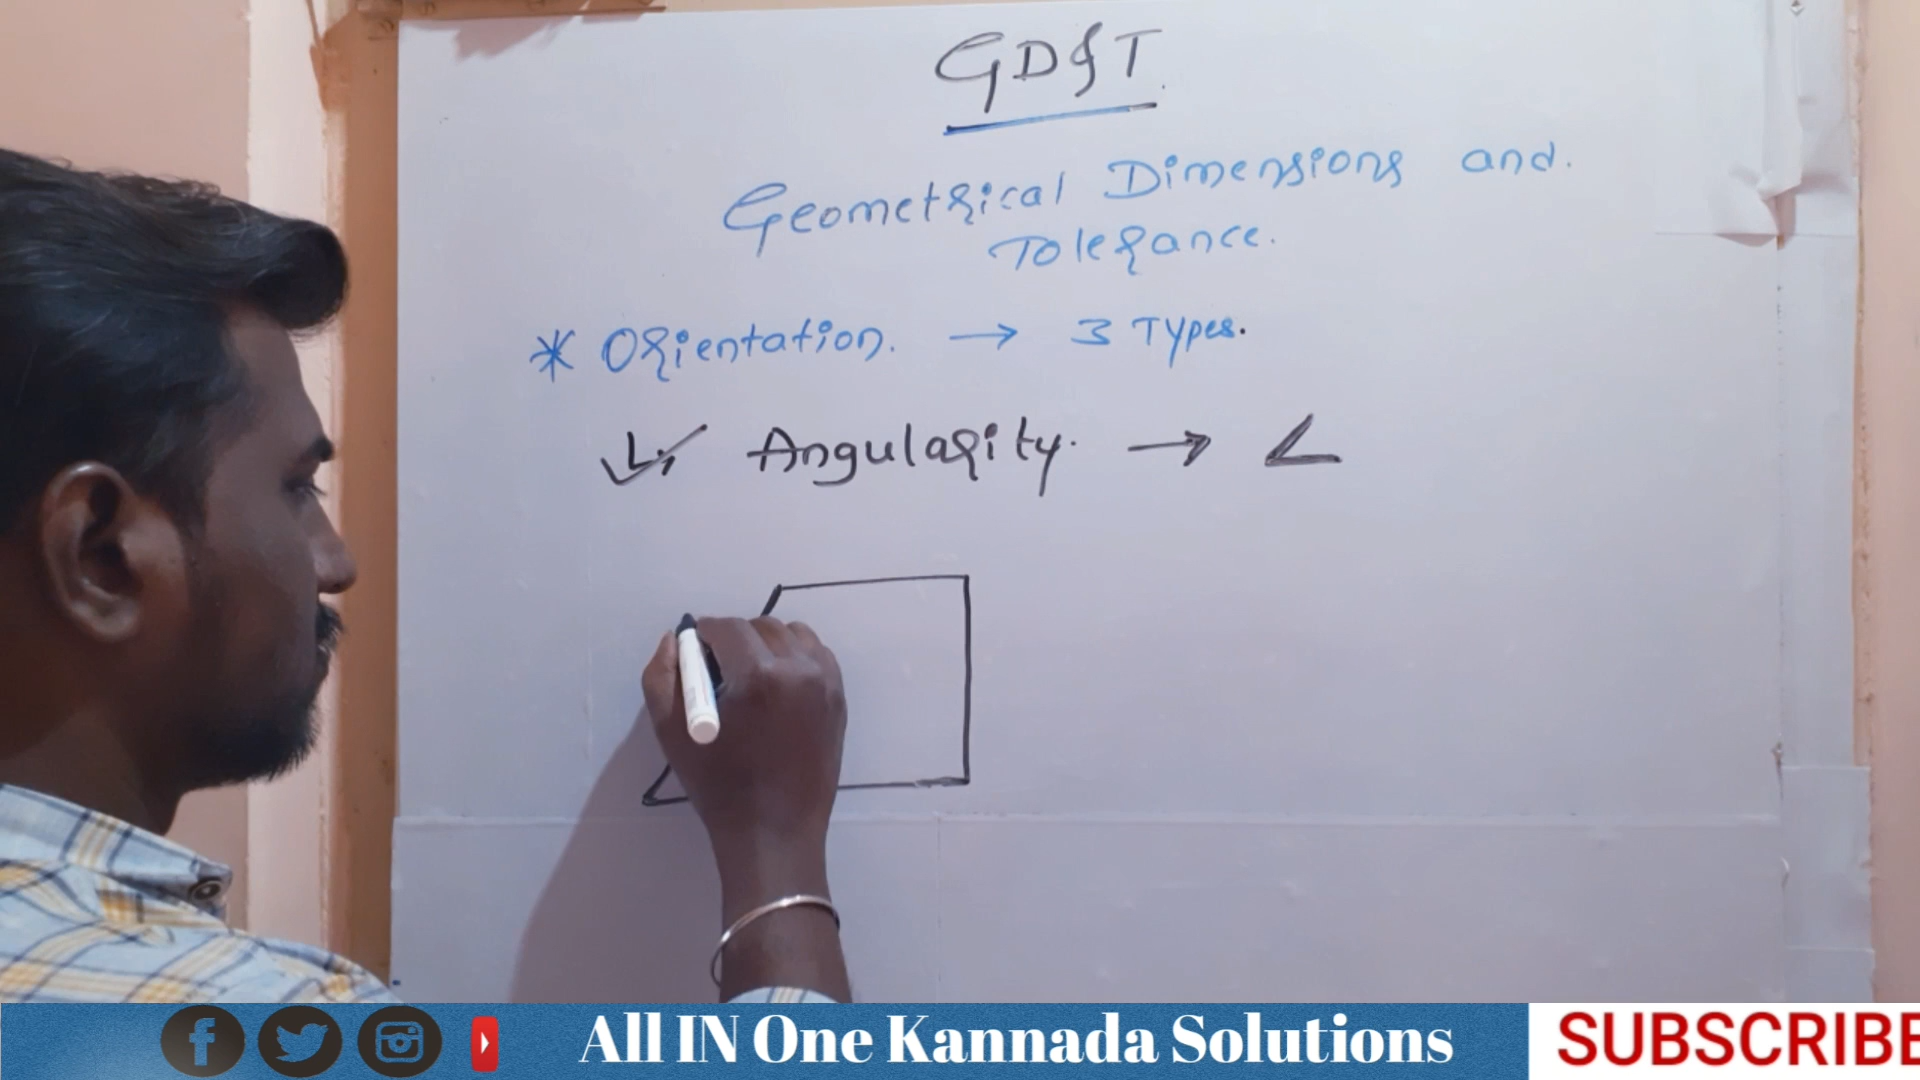 GD&T
Geometrical Dimensions and.
Tolerance.
* Orientation. → 3 Types.
Angularity. → ∠
All IN One Kannada Solutions
SUBSCRIBE